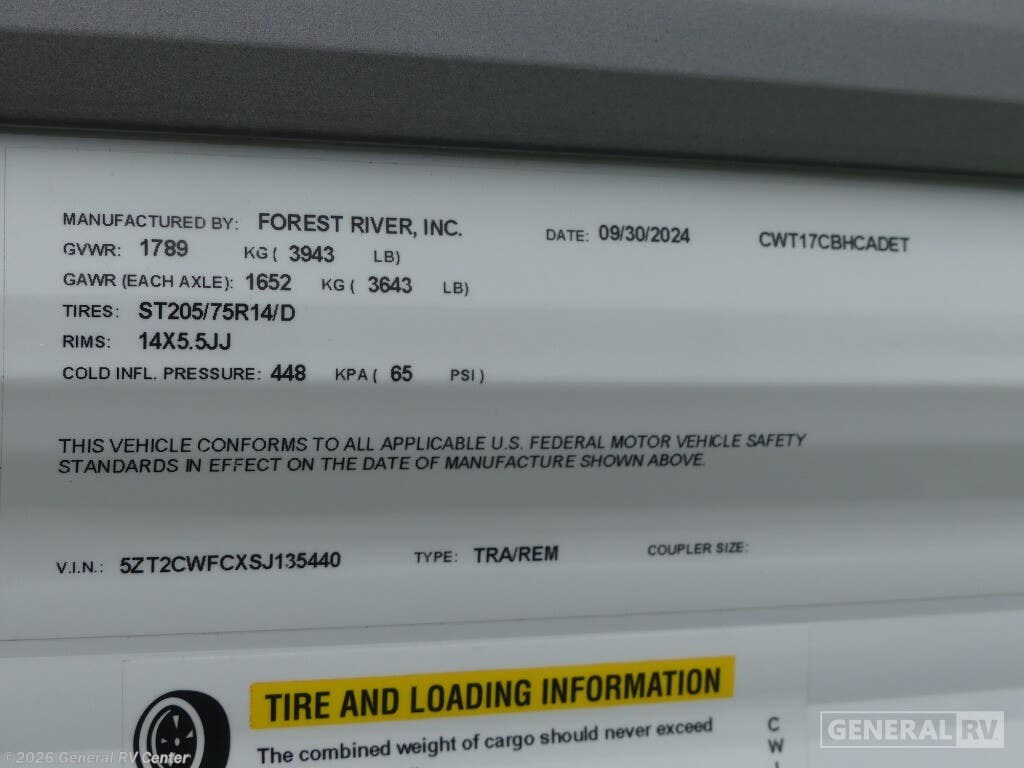 MANUFACTURED BY: FOREST RIVER, INC. DATE: 09/30/2024 CWT17CBHCADET
GVWR: 1789 KG ( 3943 LB)
GAWR (EACH AXLE): 1652 KG ( 3643 LB)
TIRES: ST205/75R14/D
RIMS: 14X5.5JJ
COLD INFL. PRESSURE: 448 KPA ( 65 PSI )
THIS VEHICLE CONFORMS TO ALL APPLICABLE U.S. FEDERAL MOTOR VEHICLE SAFETY
STANDARDS IN EFFECT ON THE DATE OF MANUFACTURE SHOWN ABOVE.
V.I.N.: 5ZT2CWFCXSJ135440 TYPE: TRA/REM COUPLER SIZE:
TIRE AND LOADING INFORMATION
The combined weight of cargo should never exceed
C
W
GENERAL RV
©2026 General RV Center